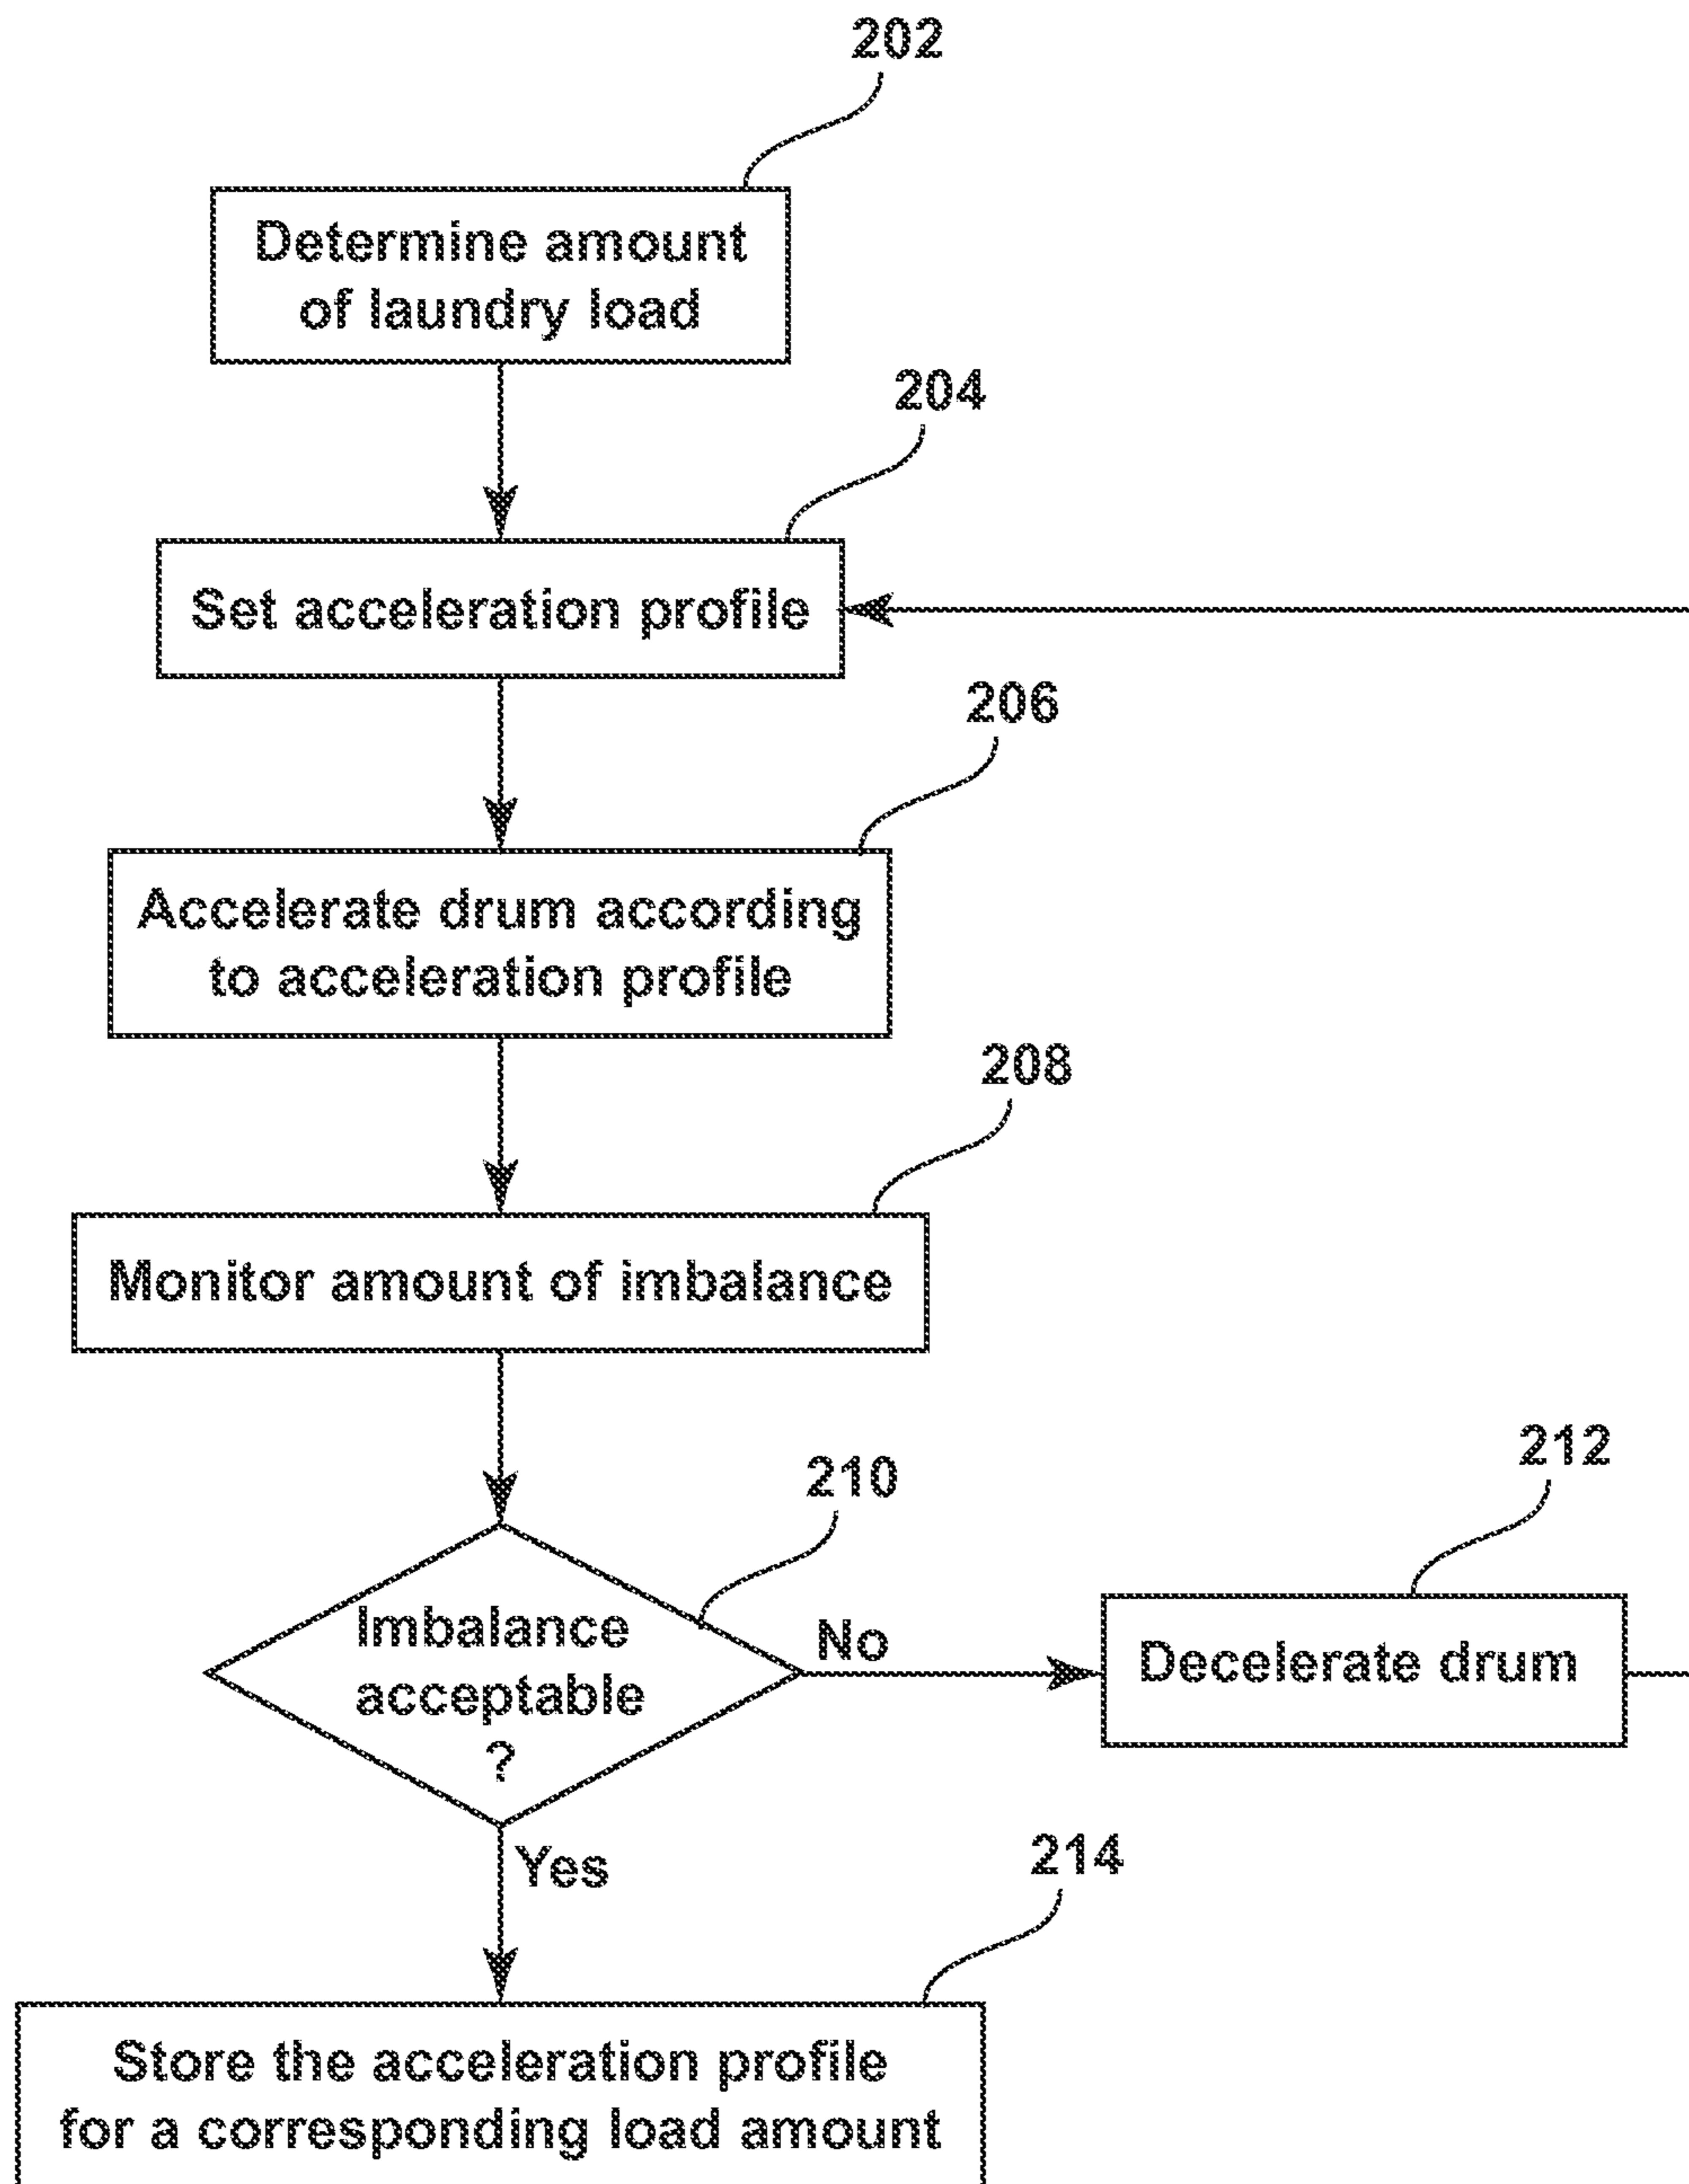 202
Determine amount
of laundry load
204
Set acceleration profile
206
Accelerate drum according
to acceleration profile
208
Monitor amount of imbalance
210
212
Imbalance
acceptable
?
No
Decelerate drum
Yes
214
Store the acceleration profile
for a corresponding load amount